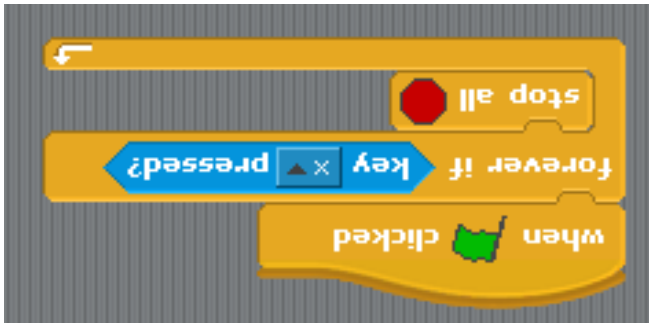 when clicked
forever if key x pressed?
stop all